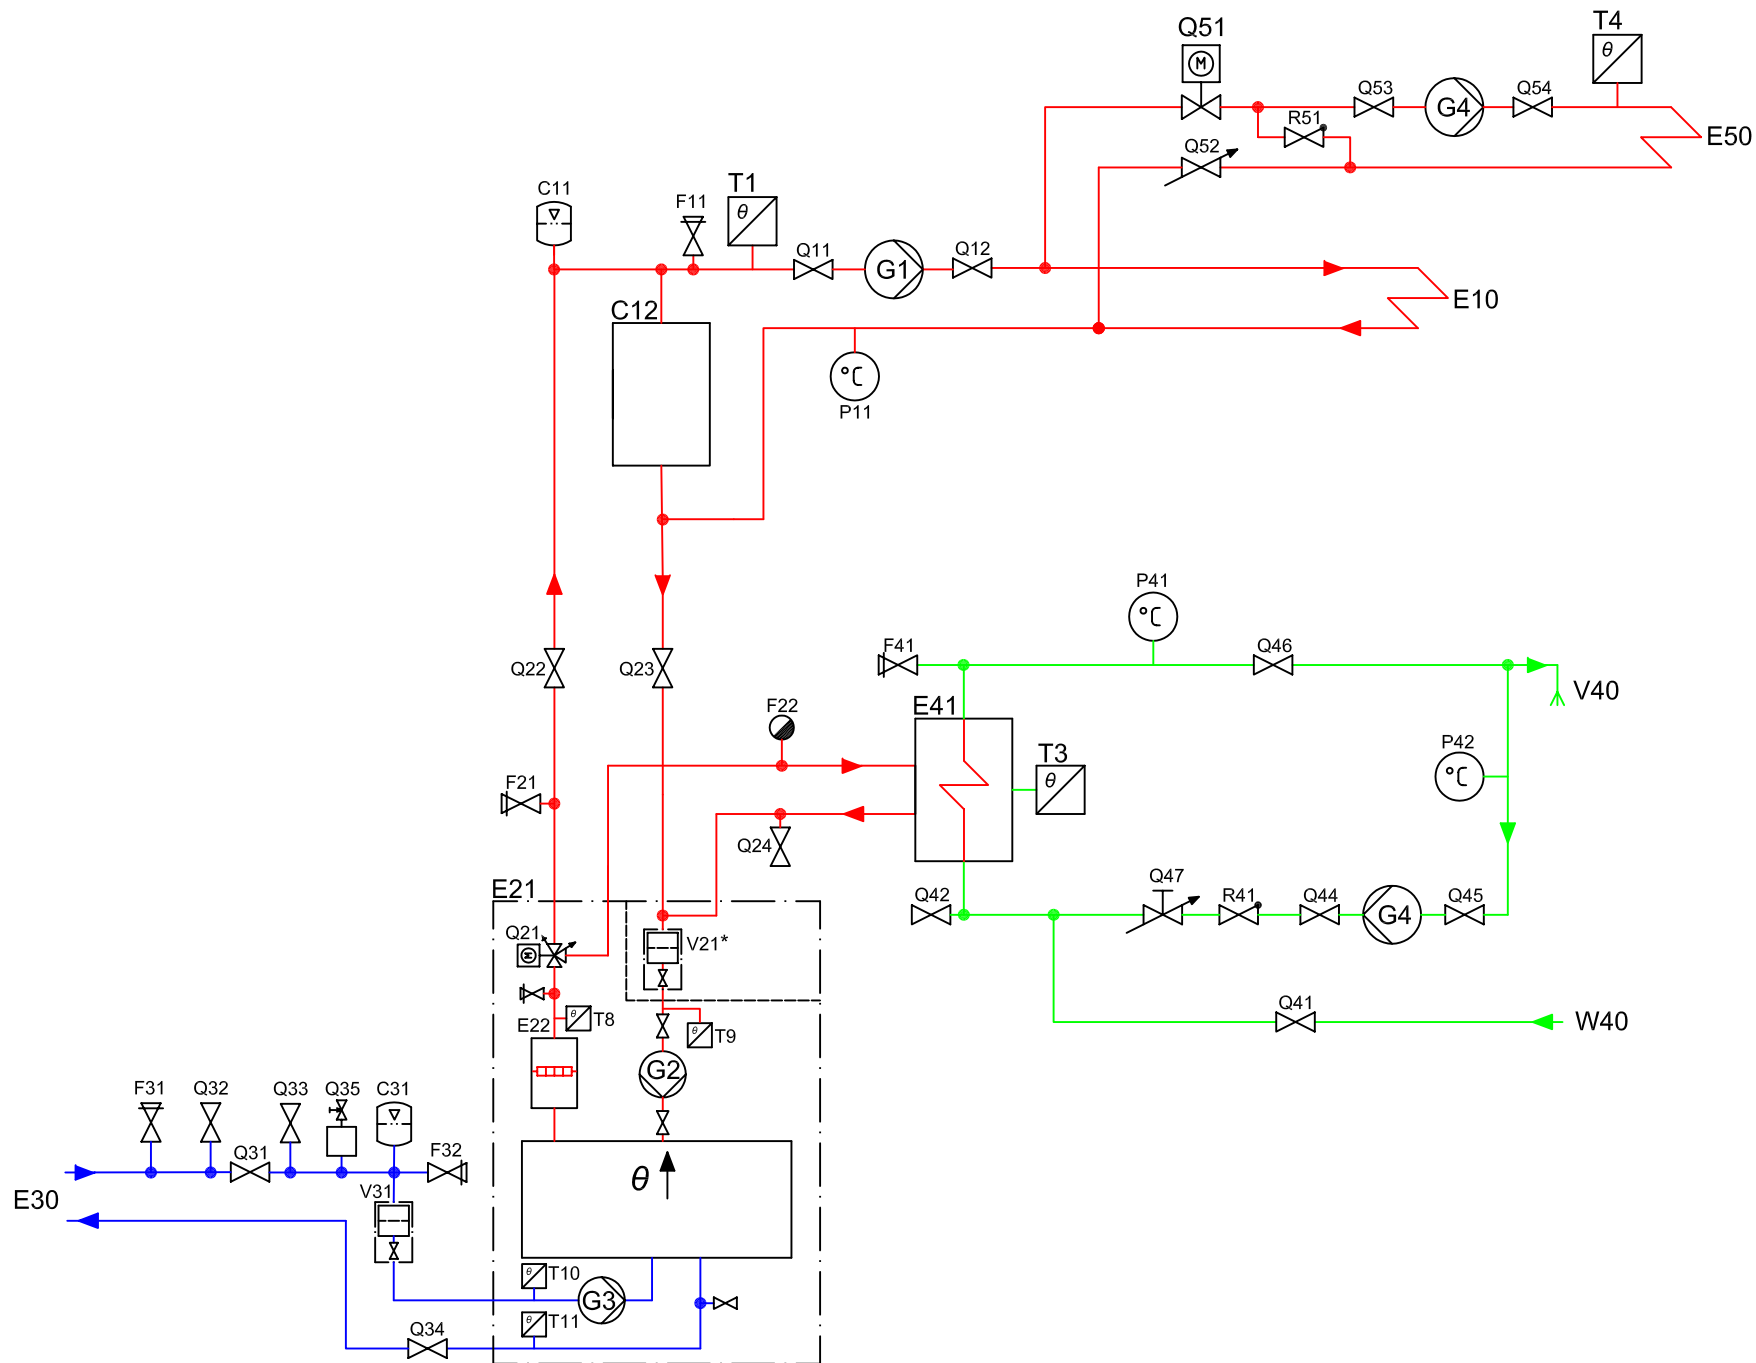 Q51
T4
M
θ
Q53
G4
Q54
R51
E50
Q52
C11
F11
T1
θ
Q11
G1
Q12
E10
C12
°C
P11
P41
°C
Q22
Q23
F41
Q46
V40
E41
F22
T3
θ
P42
°C
F21
Q24
E21
Q42
Q47
R41
Q44
G4
Q45
Q21
M
V21*
Q41
W40
E22
θ
T8
θ
T9
G2
F31
Q32
Q33
Q35
C31
Q31
F32
E30
V31
θ
θ
T10
G3
θ
T11
Q34